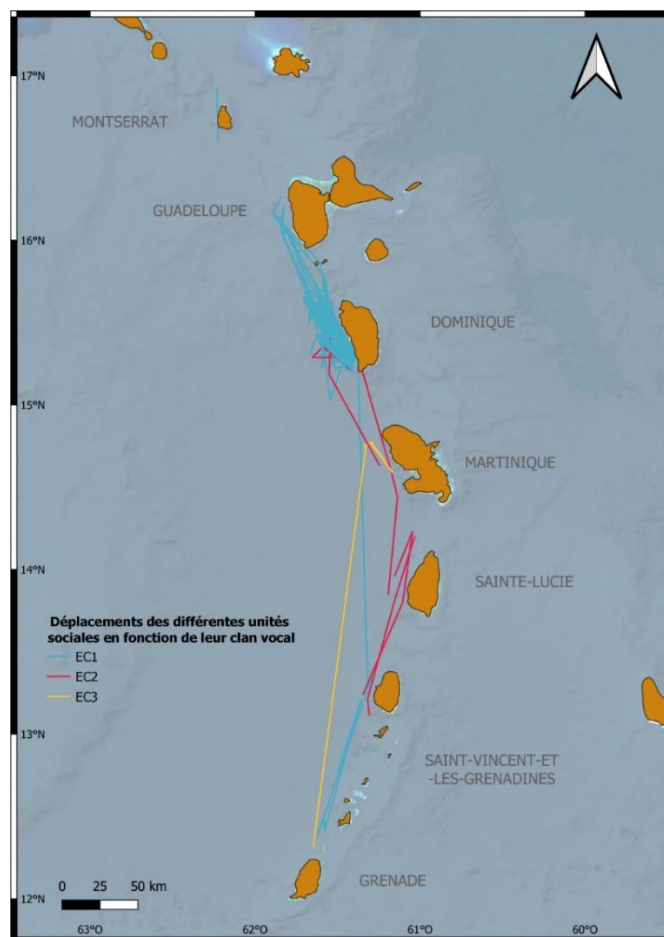 17°N
MONTSERRAT
GUADELOUPE
16°N
DOMINIQUE
15°N
MARTINIQUE
14°N
SAINTE-LUCIE
Déplacements des différentes unités
sociales en fonction de leur clan vocal
EC1
EC2
EC3
13°N
SAINT-VINCENT-ET
-LES-GRENADINES
GRENADE
0 25 50 km
12°N
63°O 62°O 61°O 60°O